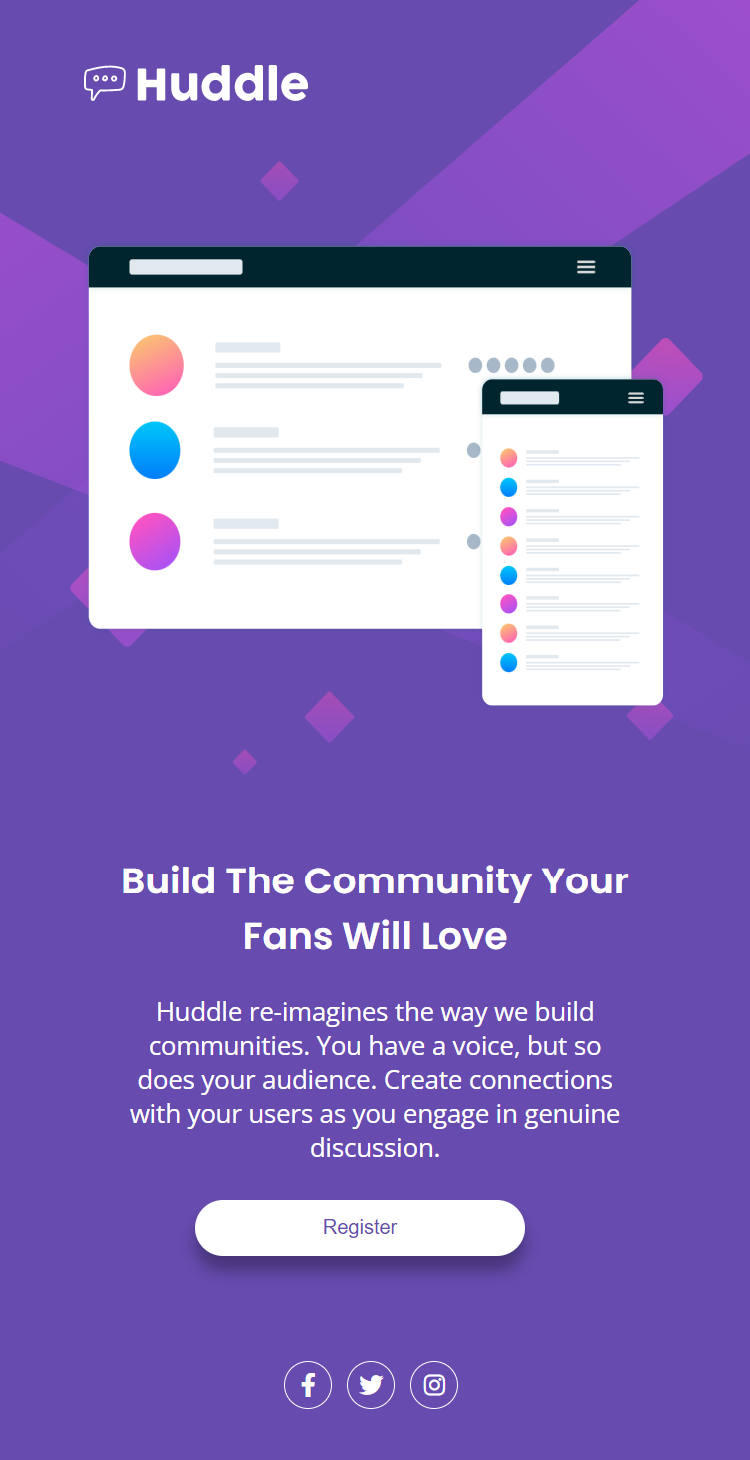 Huddle
Build The Community Your
Fans Will Love
Huddle re-imagines the way we build
communities. You have a voice, but so
does your audience. Create connections
with your users as you engage in genuine
discussion.
Register